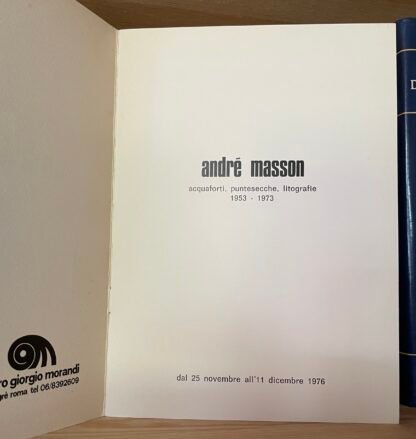 andré masson
acquaforti, puntesecche, litografie
1953 - 1973
dal 25 novembre all'11 dicembre 1976
giorgio morandi
roma tel 06/8392609
D